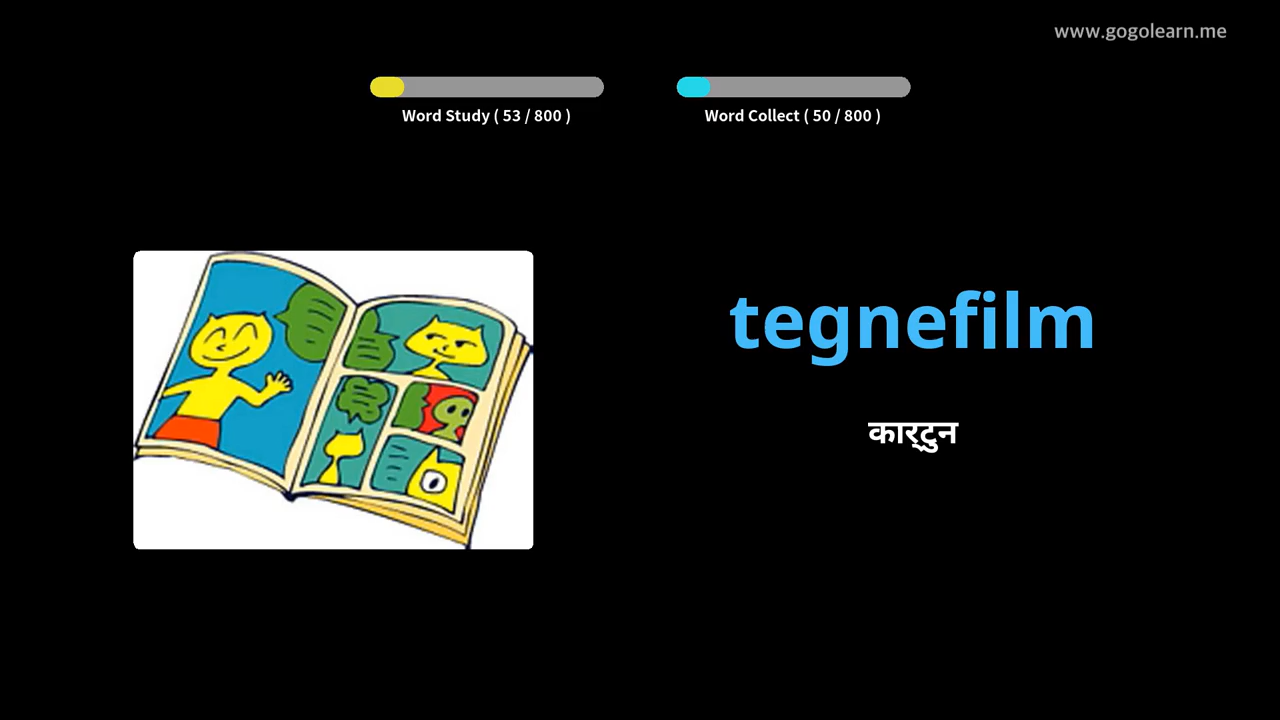 www.gogolearn.me
Word Study ( 53 / 800 )
Word Collect ( 50 / 800 )
tegnefilm
कार्टुन